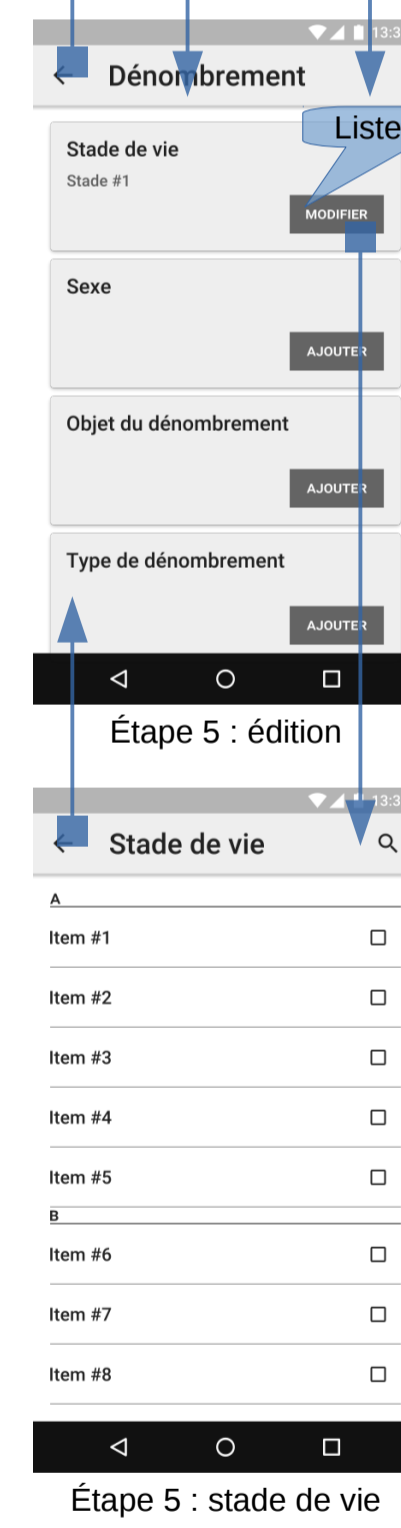 13:3
Dénombrement
Liste
Stade de vie
Stade #1
MODIFIER
Sexe
AJOUTER
Objet du dénombrement
AJOUTER
Type de dénombrement
AJOUTER
Étape 5 : édition
13:3
Stade de vie
A
Item #1
Item #2
Item #3
Item #4
Item #5
B
Item #6
Item #7
Item #8
Étape 5 : stade de vie